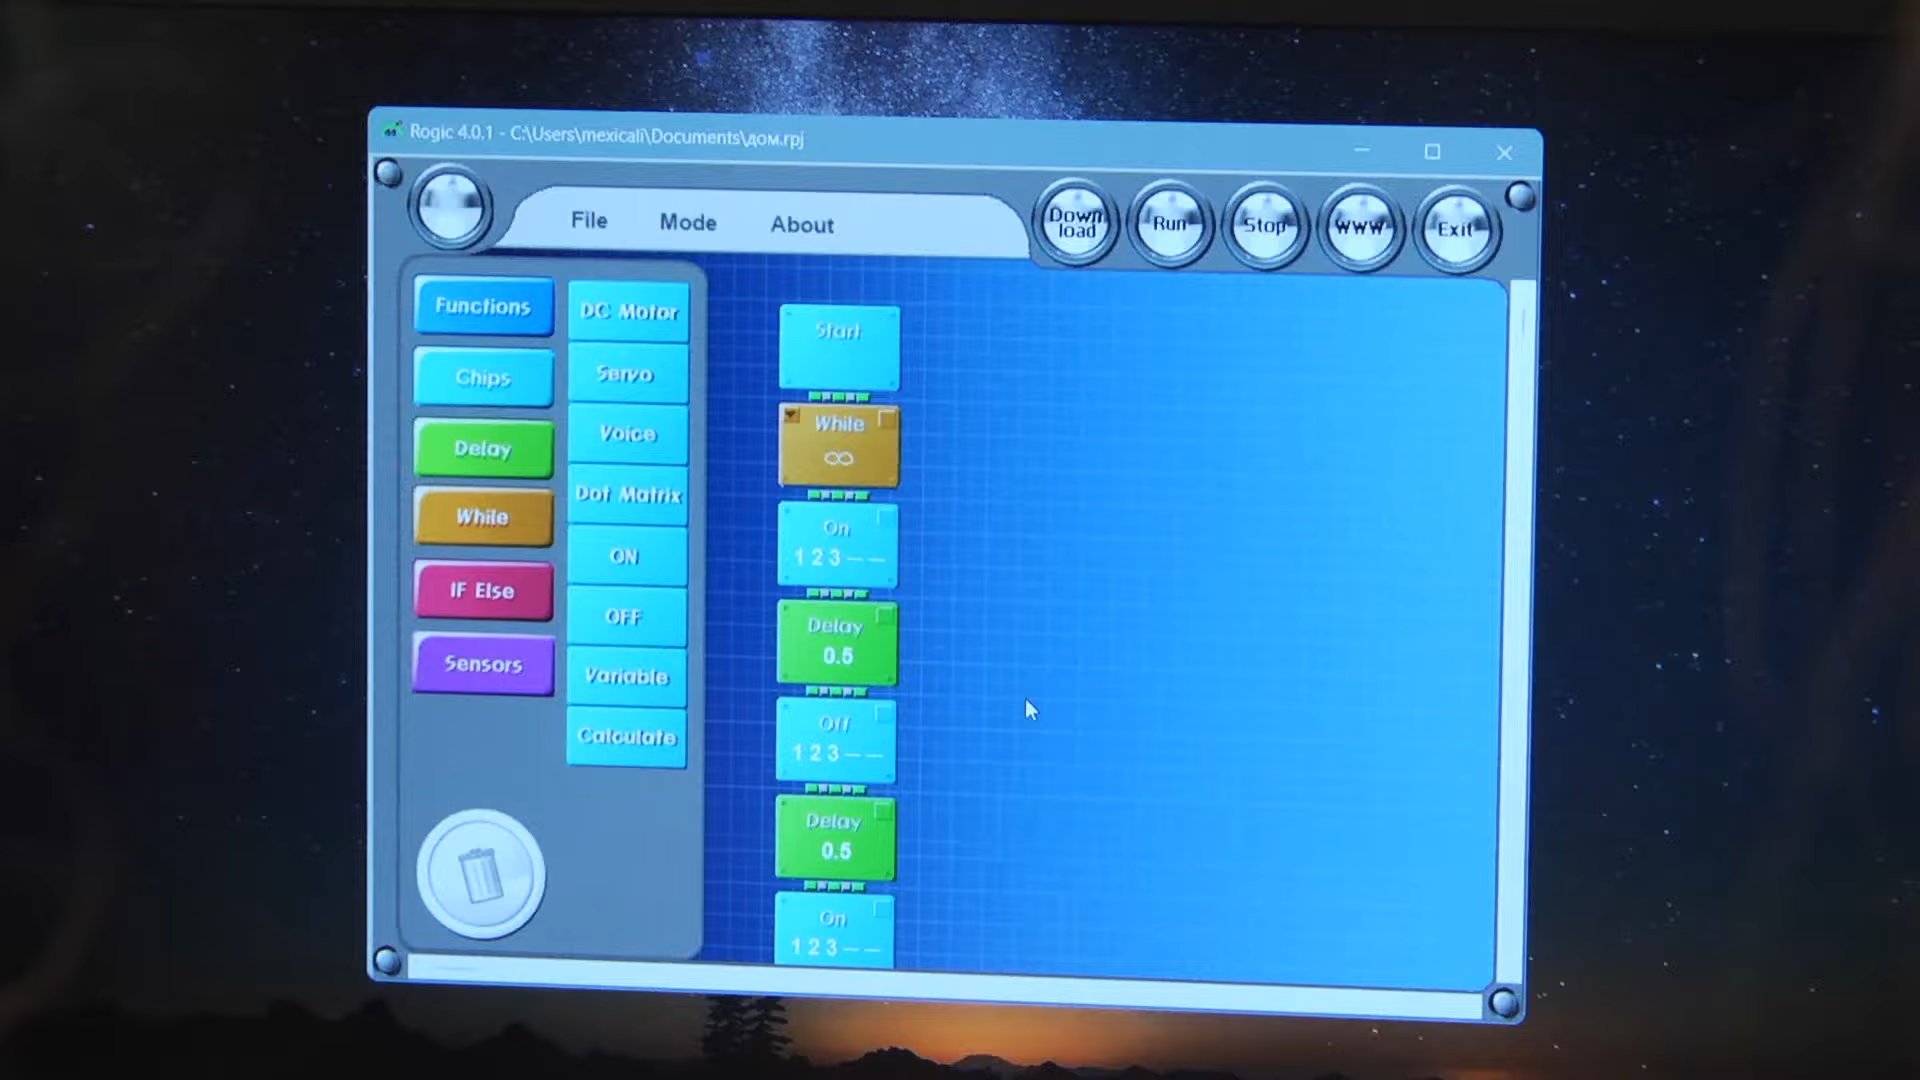 Rogic 4.0.1 - C:\Users\mexicali\Documents\дом.rpj
File Mode About
Down load
Run
Stop
WWW
Exit
Functions
Chips
Delay
While
IF Else
Sensors
DC Motor
Servo
Voice
Dot Matrix
ON
OFF
Variable
Calculate
Start
While
∞
On
1 2 3 — —
Delay
0.5
Off
1 2 3 — —
Delay
0.5
On
1 2 3 — —